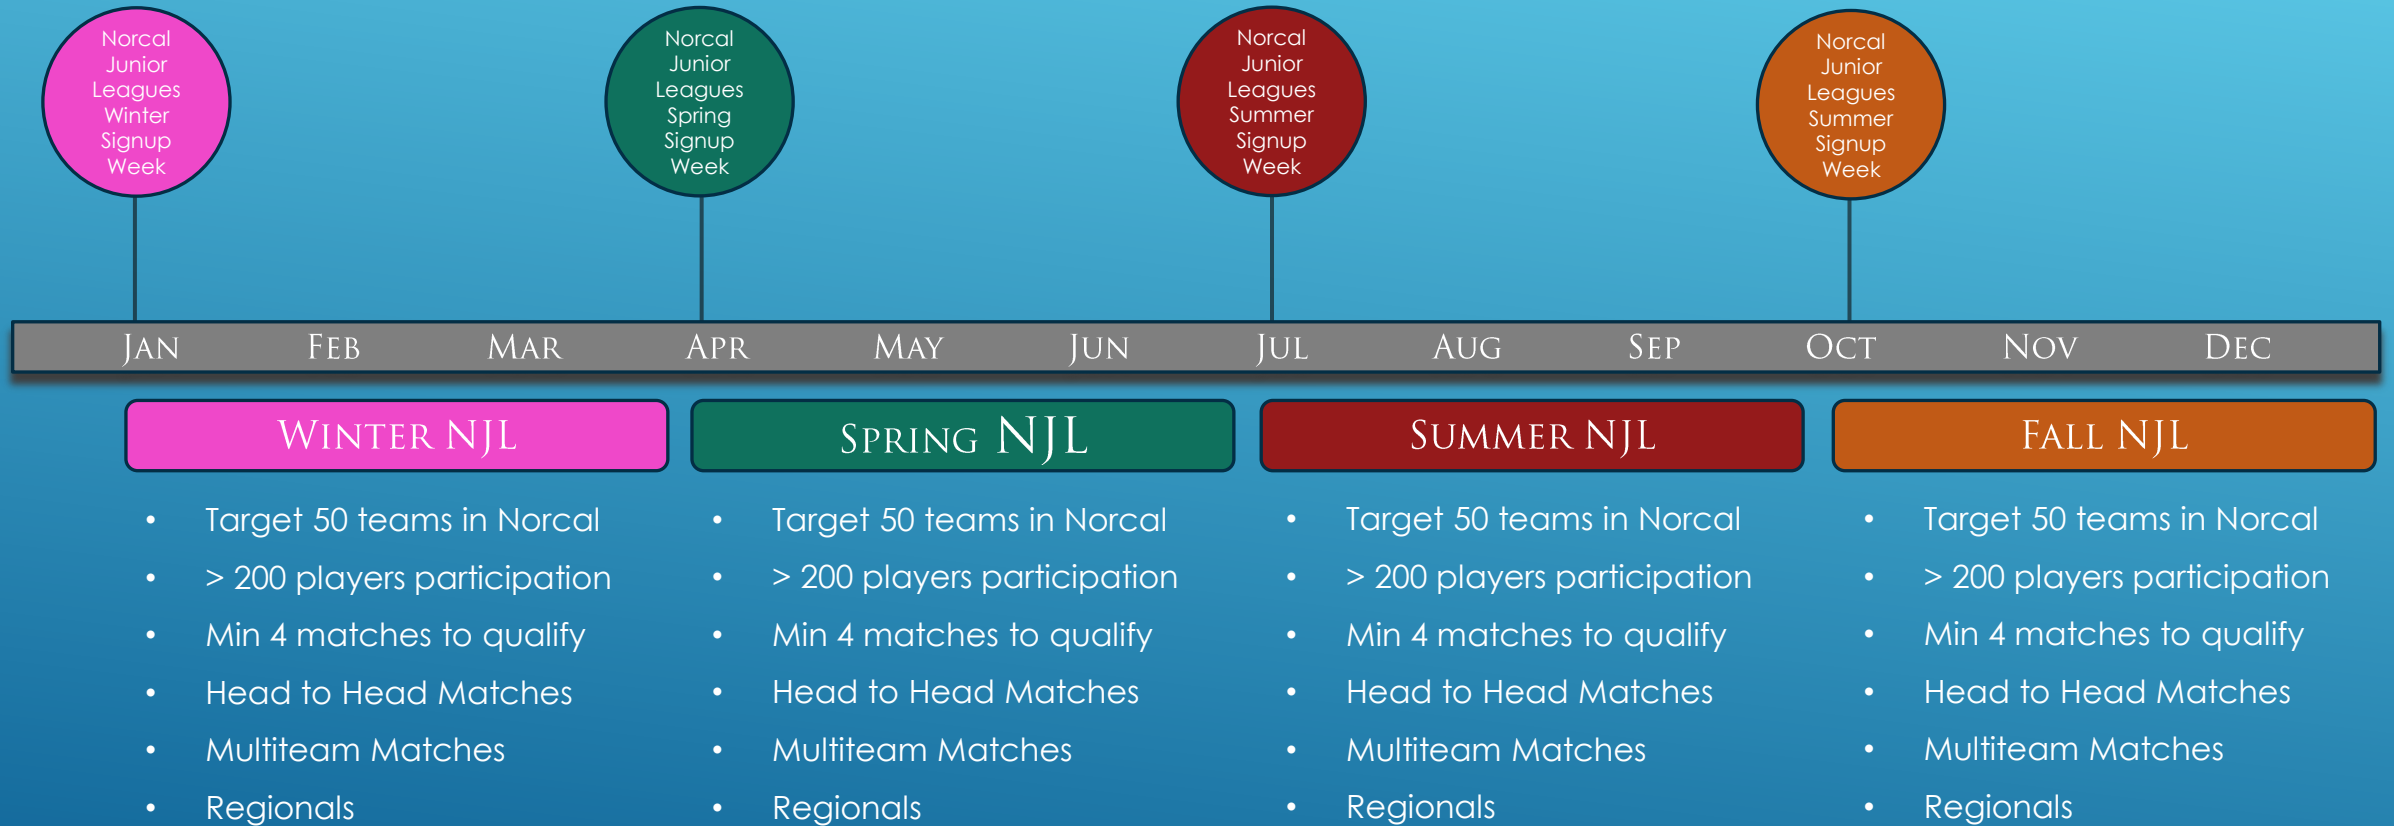 Norcal
Junior
Leagues
Winter
Signup
Week
Norcal
Junior
Leagues
Spring
Signup
Week
Norcal
Junior
Leagues
Summer
Signup
Week
Norcal
Junior
Leagues
Summer
Signup
Week
Jan Feb Mar Apr May Jun Jul Aug Sep Oct Nov Dec
Winter NJL
• Target 50 teams in Norcal
• > 200 players participation
• Min 4 matches to qualify
• Head to Head Matches
• Multiteam Matches
• Regionals
Spring NJL
• Target 50 teams in Norcal
• > 200 players participation
• Min 4 matches to qualify
• Head to Head Matches
• Multiteam Matches
• Regionals
Summer NJL
• Target 50 teams in Norcal
• > 200 players participation
• Min 4 matches to qualify
• Head to Head Matches
• Multiteam Matches
• Regionals
Fall NJL
• Target 50 teams in Norcal
• > 200 players participation
• Min 4 matches to qualify
• Head to Head Matches
• Multiteam Matches
• Regionals